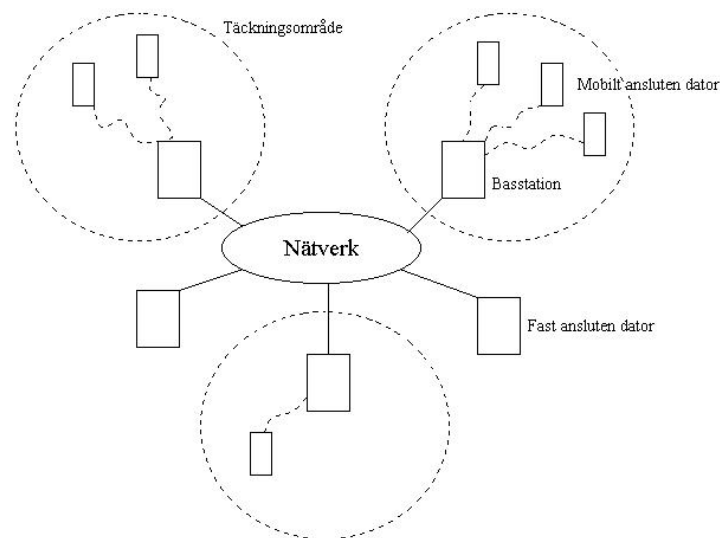 Täckningsområde
Mobilt ansluten dator
Basstation
Nätverk
Fast ansluten dator